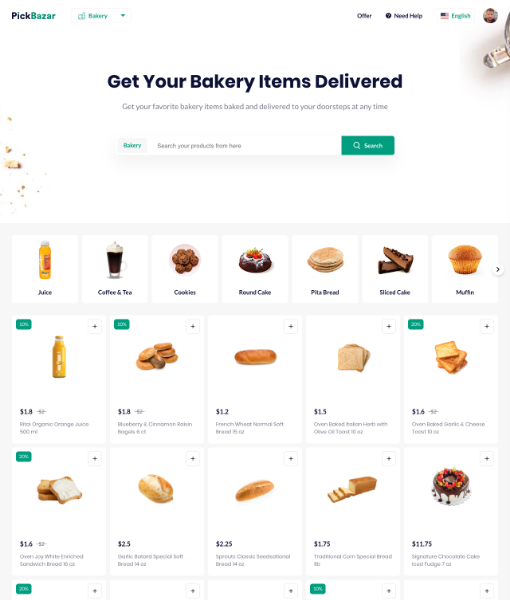 PickBazar
Bakery
Offer
Need Help
English
Get Your Bakery Items Delivered
Get your favorite bakery items baked and delivered to your doorsteps at any time
Bakery
Search your products from here
Search
Juice
Coffee & Tea
Cookies
Round Cake
Pita Bread
Sliced Cake
Muffin
10%
+
10%
+
+
+
20%
+
$1.8 $2
$1.8 $2
$1.2
$1.5
$1.6 $2
Organic Orange Juice
500 ml
Blueberry & Cinnamon Raisin
Bagels 6 ct
French Wheat Normal Soft
Bread 15 oz
Oven Baked Italian Herb with
Olive Oil Toast 10 oz
Oven Baked Garlic & Cheese
Toast 10 oz
20%
+
+
+
+
+
$1.6 $2
$2.5
$2.25
$1.75
$11.75
Oven Joy White Enriched
Sandwich Bread 16 oz
Garlic Batard Special Soft
Bread 14 oz
Sprouts Classic Seedsational
Bread 14 oz
Traditional Corn Special Bread
Signature Chocolate Cake
Iced Fudge 7 oz
20%
+
+
+
10%
+
+